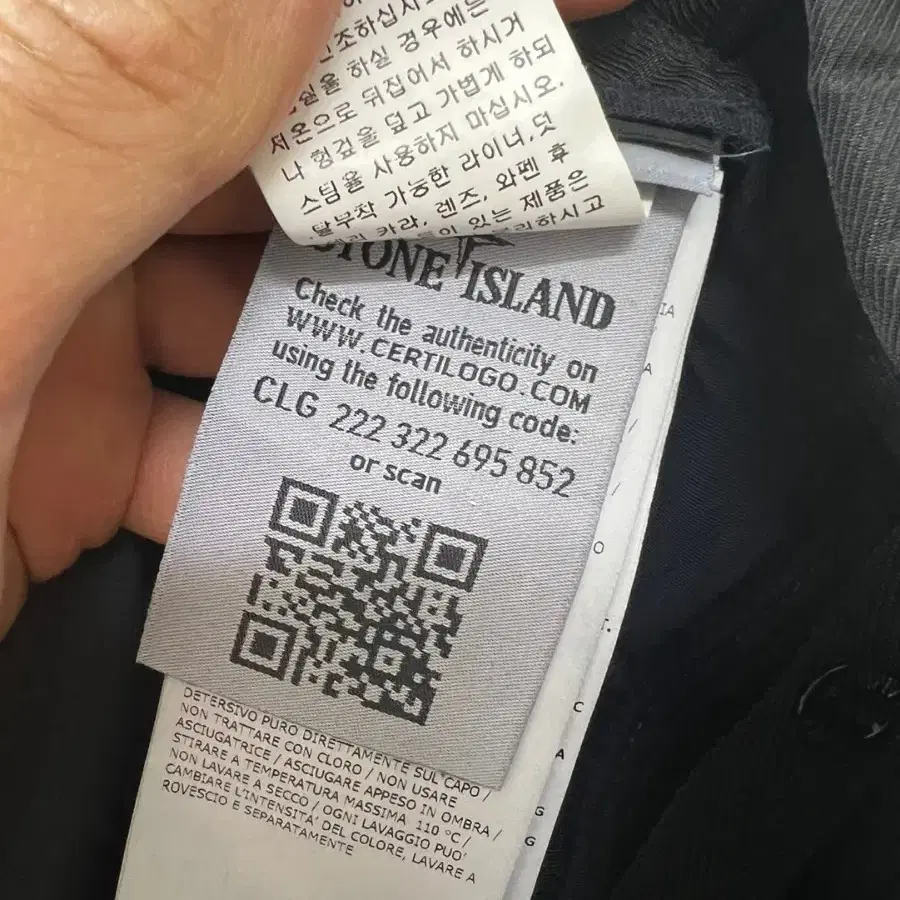 조하십시오
실을 하실 경우에는
저온으로 뒤집어서 하시거
나 헝겊을 덮고 가볍게 하되
스팀을 사용하지 마십시오.
탈부착 가능한 라이너,덧
카라, 렌즈, 와펜 후
있는 제품은
하시고
STONE ISLAND
Check the authenticity on
WWW.CERTILOGO.COM
using the following code:
CLG 222 322 695 852
or scan
DETERSIVO PURO DIRETTAMENTE SUL CAPO /
NON TRATTARE CON CLORO / NON USARE
ASCIUGATRICE / ASCIUGARE APPESO IN OMBRA /
STIRARE A TEMPERATURA MASSIMA 110 °C /
NON LAVARE A SECCO / OGNI LAVAGGIO PUO'
CAMBIARE L'INTENSITA' DEL COLORE, LAVARE A
ROVESCIO E SEPARATAMENTE
IA
A
/
/
O
T.
C
A
G
G